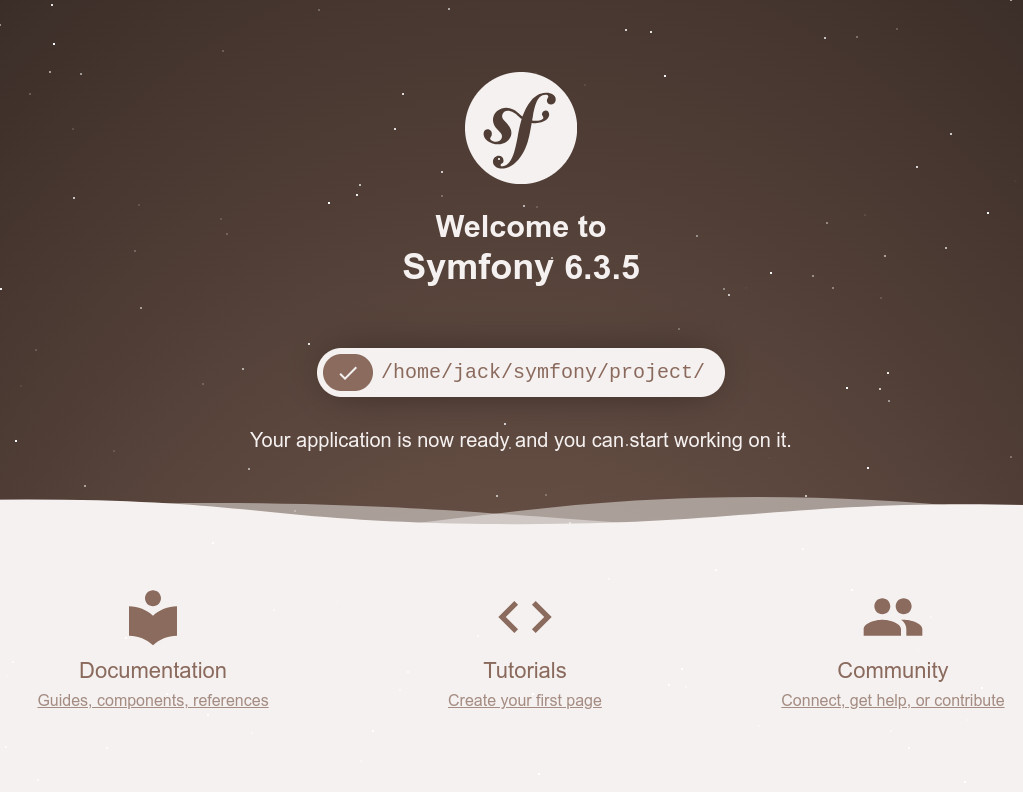 sf
Welcome to
Symfony 6.3.5
/home/jack/symfony/project/
Your application is now ready and you can start working on it.
Documentation
Guides, components, references
Tutorials
Create your first page
Community
Connect, get help, or contribute